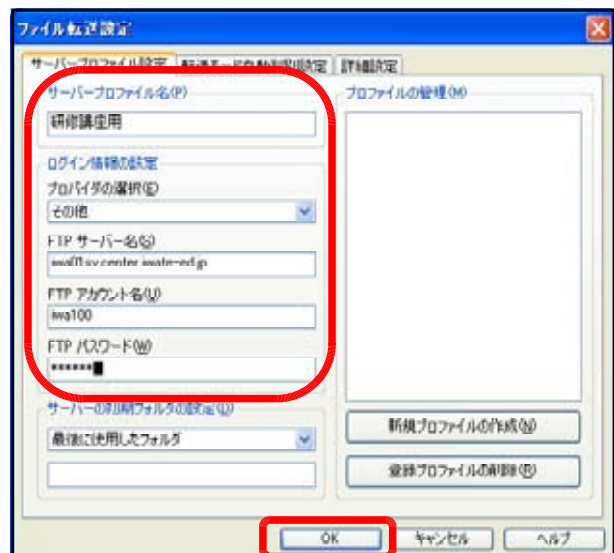 ファイル転送設定
サーバープロファイル設定 転送モード自動判別設定 詳細設定
サーバープロファイル名(P)
研修講座用
ログイン情報の設定
プロバイダの選択(E)
その他
FTP サーバー名(S)
iwa01sv.center.iwate-ed.jp
FTP アカウント名(U)
iwa100
FTP パスワード(W)
******
サーバーの初期フォルダの設定(L)
最後に使用したフォルダ
プロファイルの管理(M)
新規プロファイルの作成(N)
登録プロファイルの削除(R)
OK キャンセル ヘルプ